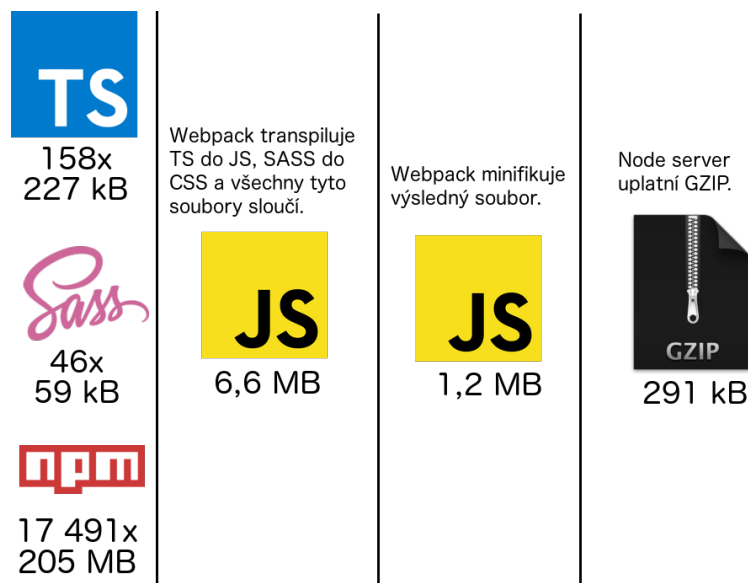 TS
158x
227 kB
Sass
46x
59 kB
npm
17 491x
205 MB
Webpack transpiluje
TS do JS, SASS do
CSS a všechny tyto
soubory sloučí.
JS
6,6 MB
Webpack minifikuje
výsledný soubor.
JS
1,2 MB
Node server
uplatní GZIP.
GZIP
291 kB